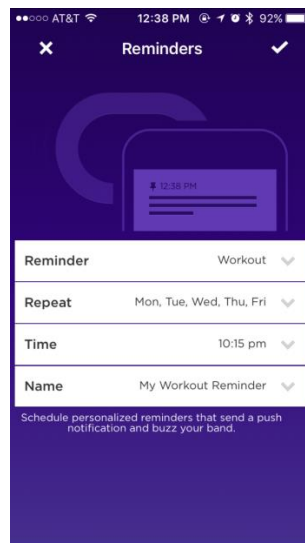 AT&T 12:38 PM 92%
Reminders
12:38 PM
Reminder Workout
Repeat Mon, Tue, Wed, Thu, Fri
Time 10:15 pm
Name My Workout Reminder
Schedule personalized reminders that send a push
notification and buzz your band.